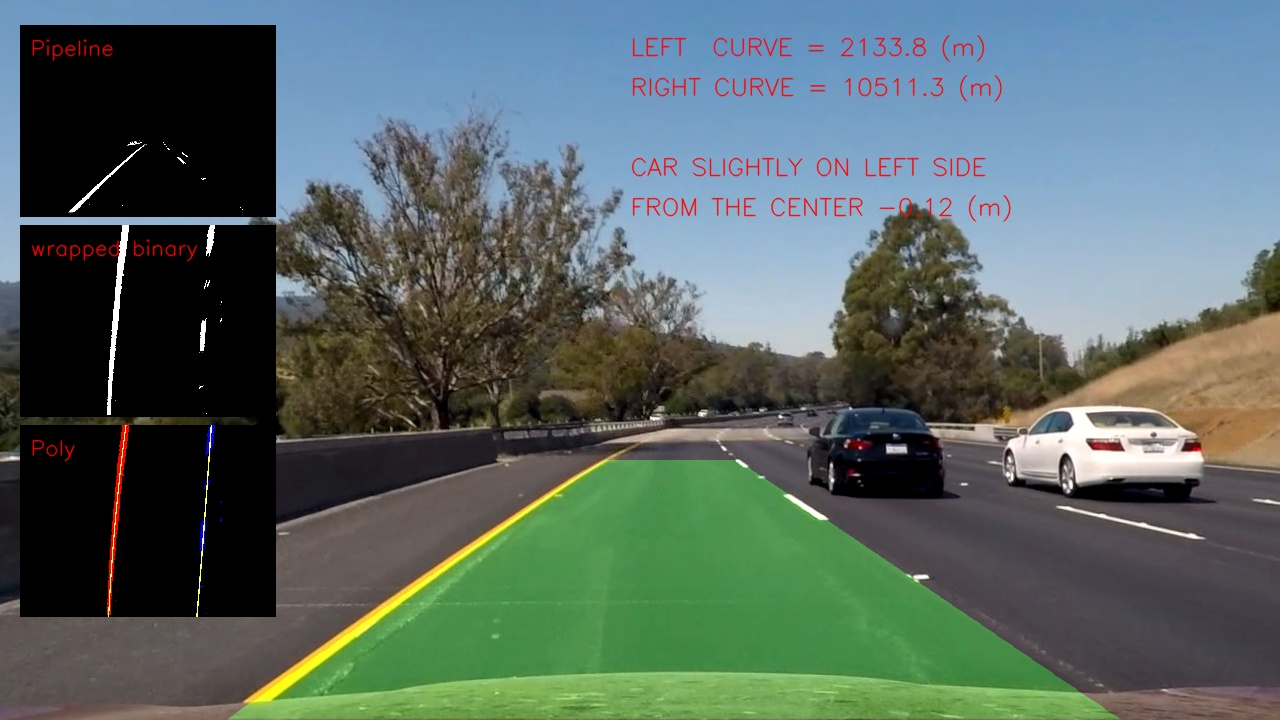 Pipeline
wrapped binary
Poly
LEFT CURVE = 2133.8 (m)
RIGHT CURVE = 10511.3 (m)
CAR SLIGHTLY ON LEFT SIDE
FROM THE CENTER -0.12 (m)